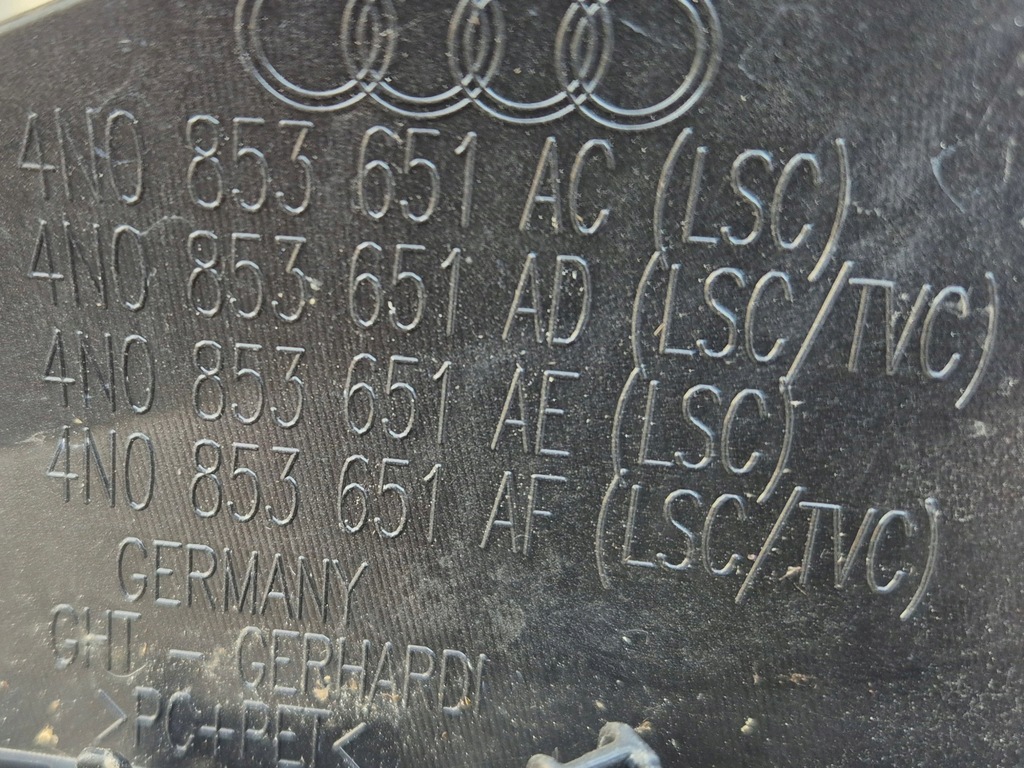 4N0 853 651 AC (LSC)
4N0 853 651 AD (LSC/TVC)
4N0 853 651 AE (LSC)
4N0 853 651 AF (LSC/TVC)
GERMANY
GHT - GERHARDI
>PC+PET<